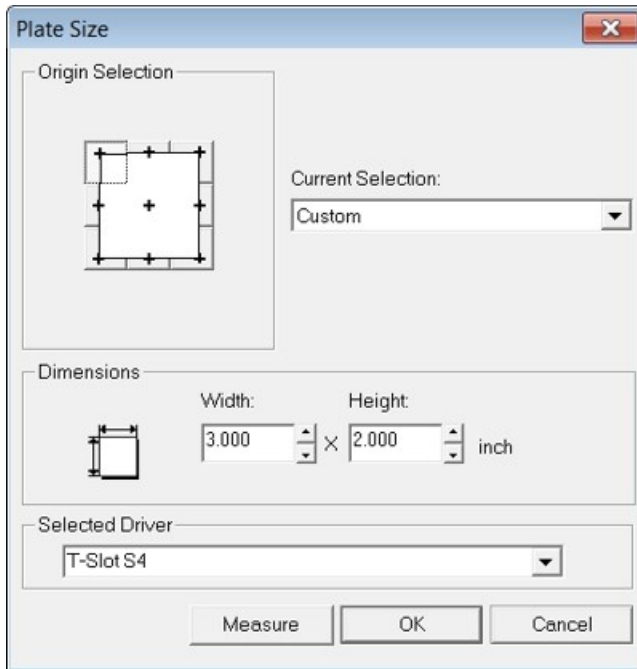 Plate Size
Origin Selection
Current Selection:
Custom
Dimensions
Width: Height:
3.000 X 2.000 inch
Selected Driver
T-Slot S4
Measure OK Cancel